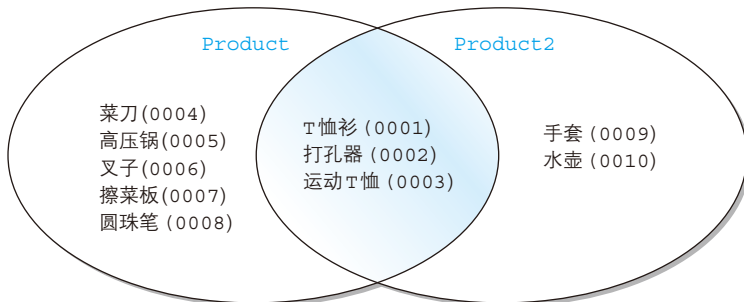 Product
Product2
菜刀(0004)
高压锅(0005)
叉子(0006)
擦菜板(0007)
圆珠笔 (0008)
T恤衫 (0001)
打孔器 (0002)
运动T恤 (0003)
手套 (0009)
水壶 (0010)